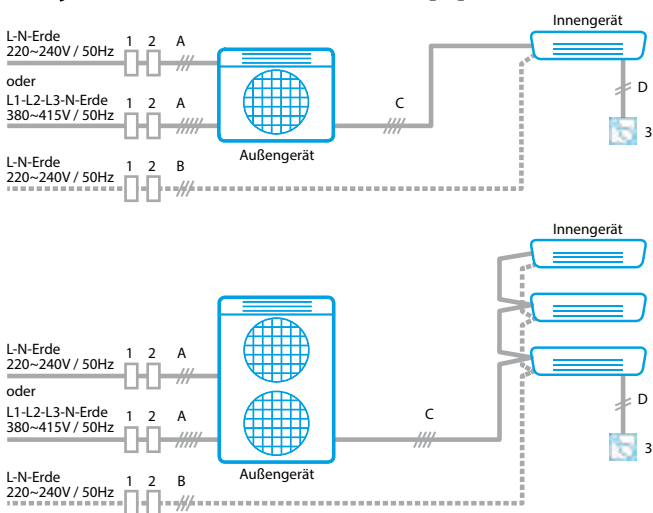 Innengerät
L-N-Erde
220~240V / 50Hz
1 2 A
oder
L1-L2-L3-N-Erde
380~415V / 50Hz
1 2 A
C
D
3
Außengerät
L-N-Erde
220~240V / 50Hz
1 2 B
Innengerät
L-N-Erde
220~240V / 50Hz
1 2 A
oder
L1-L2-L3-N-Erde
380~415V / 50Hz
1 2 A
C
D
3
Außengerät
L-N-Erde
220~240V / 50Hz
1 2 B